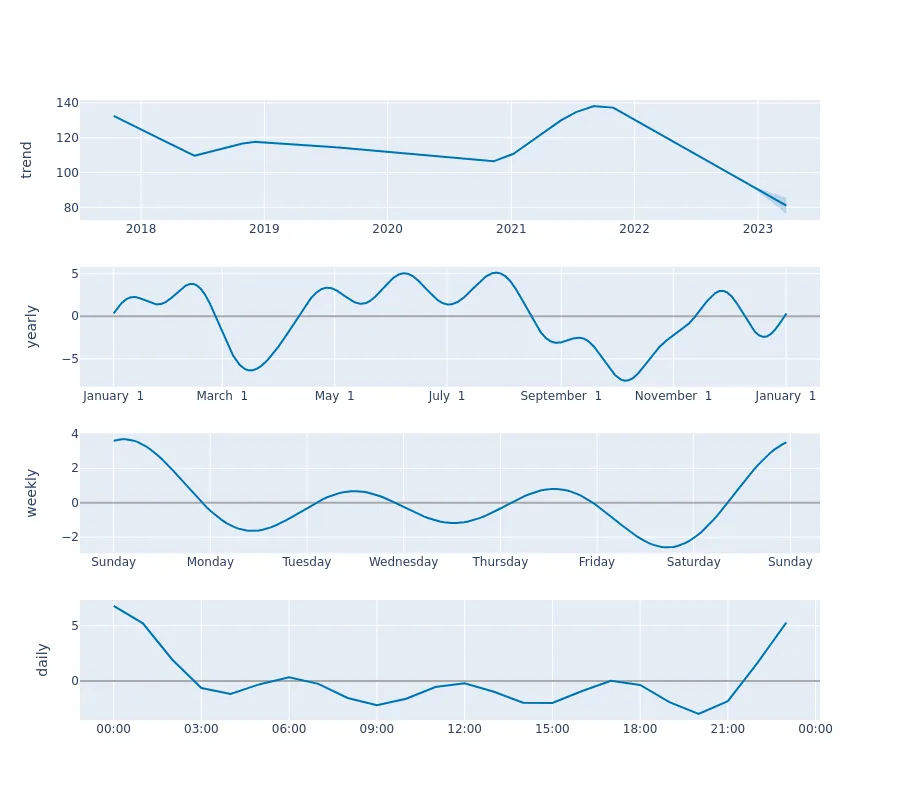 trend
140
120
100
80
2018 2019 2020 2021 2022 2023
yearly
5
0
−5
January 1 March 1 May 1 July 1 September 1 November 1 January 1
weekly
4
2
0
−2
Sunday Monday Tuesday Wednesday Thursday Friday Saturday Sunday
daily
5
0
00:00 03:00 06:00 09:00 12:00 15:00 18:00 21:00 00:00